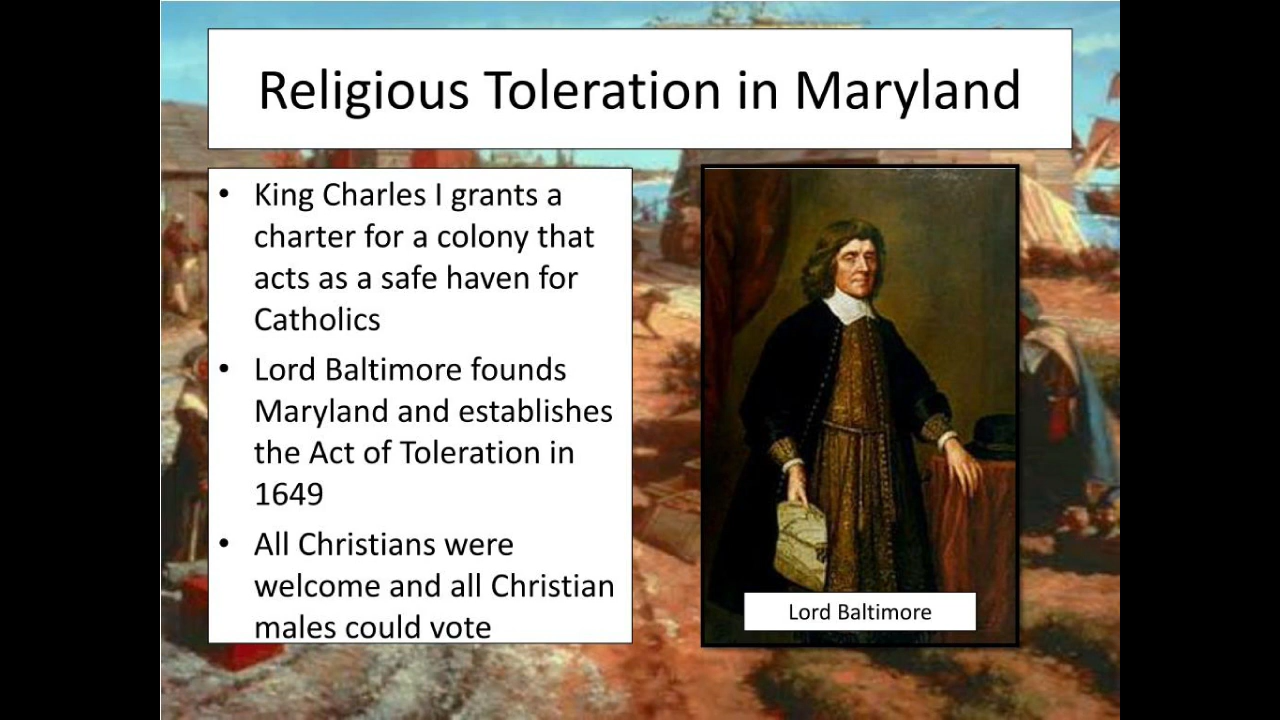 Religious Toleration in Maryland
• King Charles I grants a
charter for a colony that
acts as a safe haven for
Catholics
• Lord Baltimore founds
Maryland and establishes
the Act of Toleration in
1649
• All Christians were
welcome and all Christian
males could vote
Lord Baltimore